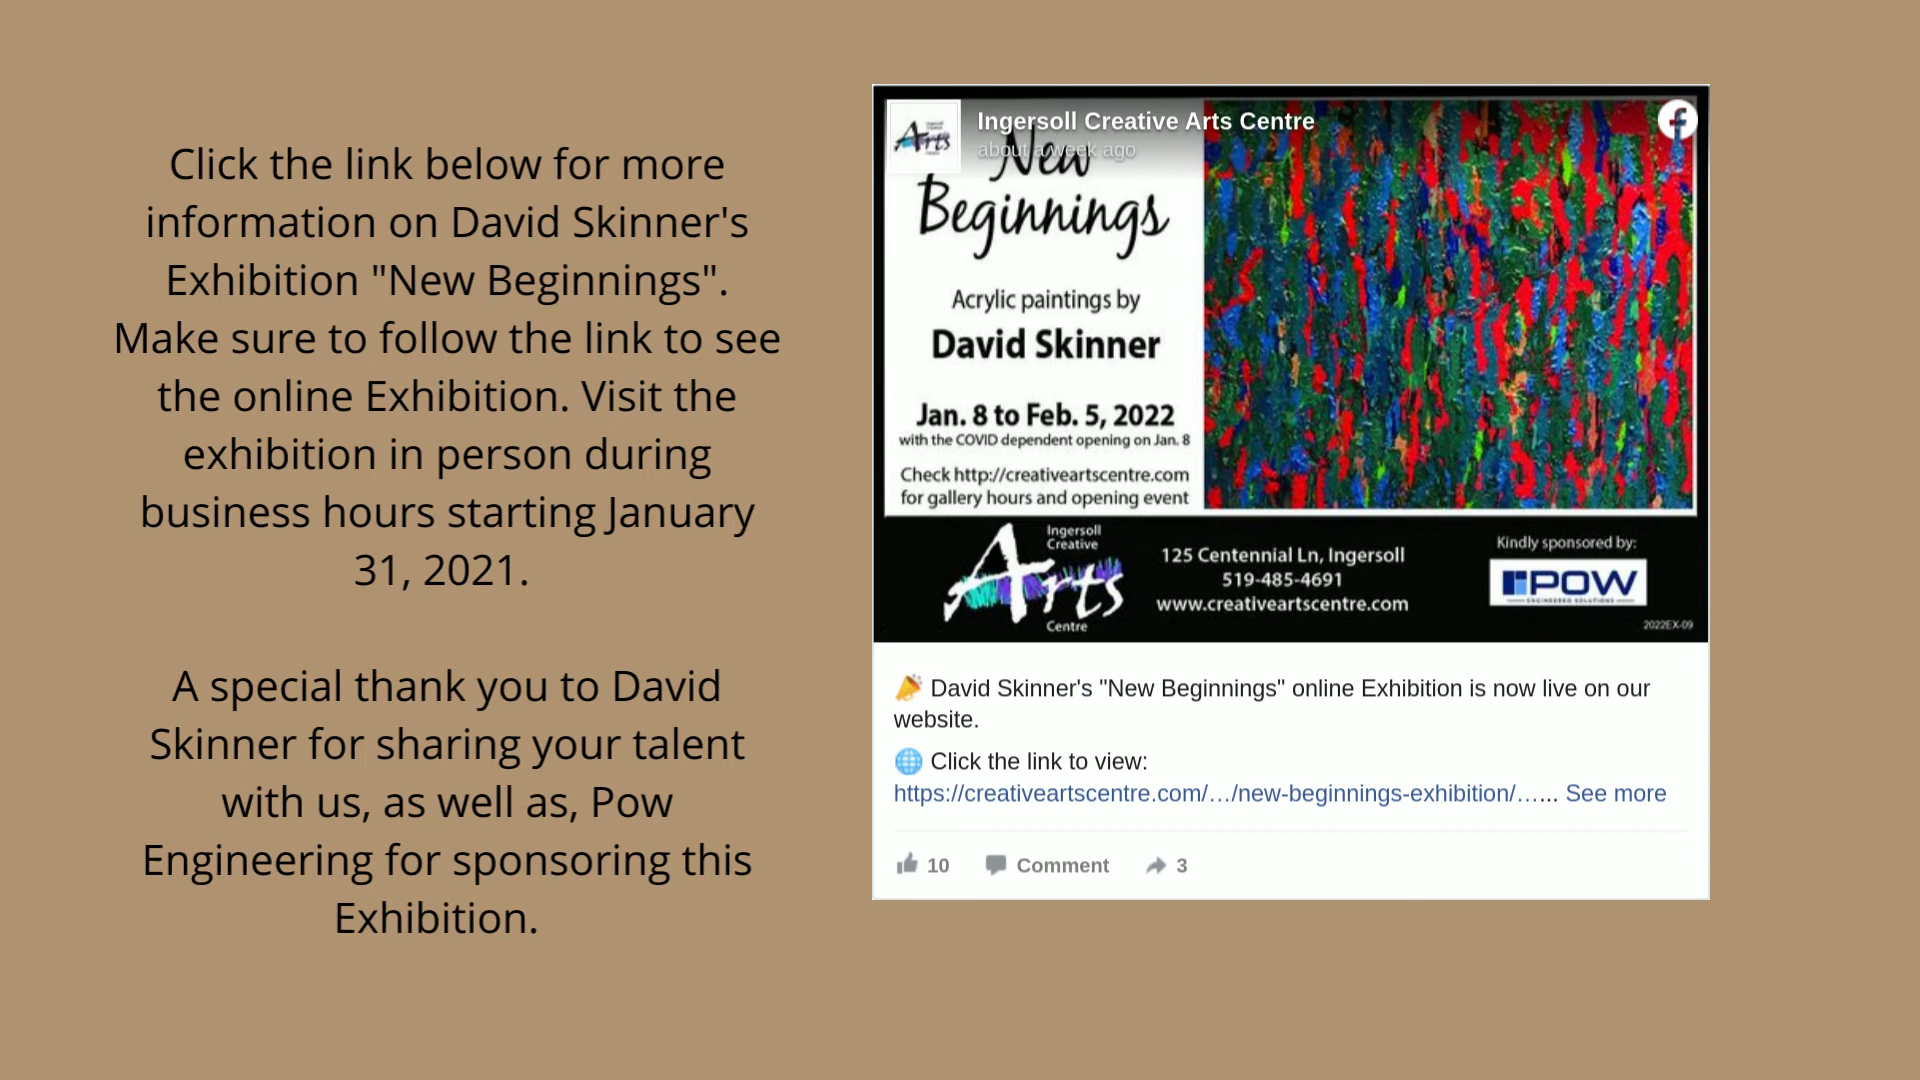 Click the link below for more
information on David Skinner's
Exhibition "New Beginnings".
Make sure to follow the link to see
the online Exhibition. Visit the
exhibition in person during
business hours starting January
31, 2021.
A special thank you to David
Skinner for sharing your talent
with us, as well as, Pow
Engineering for sponsoring this
Exhibition.
Ingersoll Creative Arts Centre
about a week ago
Ingersoll
Creative
Arts
Centre
New
Beginnings
Acrylic paintings by
David Skinner
Jan. 8 to Feb. 5, 2022
with the COVID dependent opening on Jan. 8
Check http://creativeartscentre.com
for gallery hours and opening event
Ingersoll
Creative
Arts
Centre
125 Centennial Ln, Ingersoll
519-485-4691
www.creativeartscentre.com
Kindly sponsored by:
POW
ENGINEERED SOLUTIONS
2022EX-09
David Skinner's "New Beginnings" online Exhibition is now live on our
website.
Click the link to view:
https://creativeartscentre.com/…/new-beginnings-exhibition/…... See more
10 Comment 3